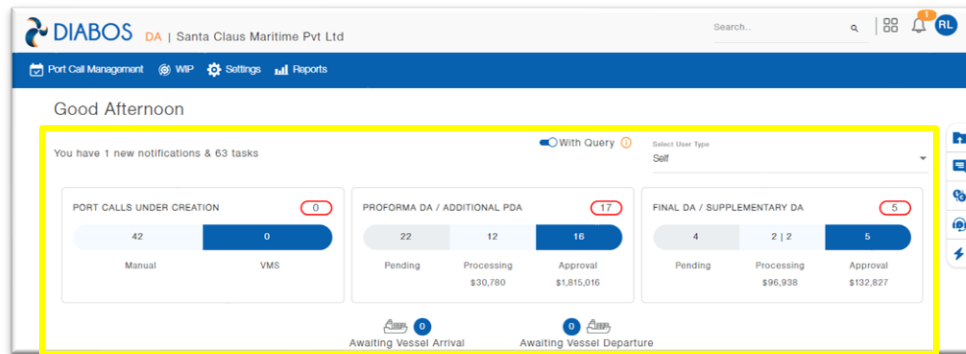 DIABOS DA | Santa Claus Maritime Pvt Ltd
Search..
1
RL
Port Call Management WIP Settings Reports
Good Afternoon
You have 1 new notifications & 63 tasks
With Query
Select User Type
Self
PORT CALLS UNDER CREATION 0
42 0
Manual VMS
PROFORMA DA / ADDITIONAL PDA 17
22 12 16
Pending Processing Approval
$30,780 $1,815,016
FINAL DA / SUPPLEMENTARY DA 5
4 2 | 2 5
Pending Processing Approval
$96,938 $132,827
0
Awaiting Vessel Arrival
0
Awaiting Vessel Departure